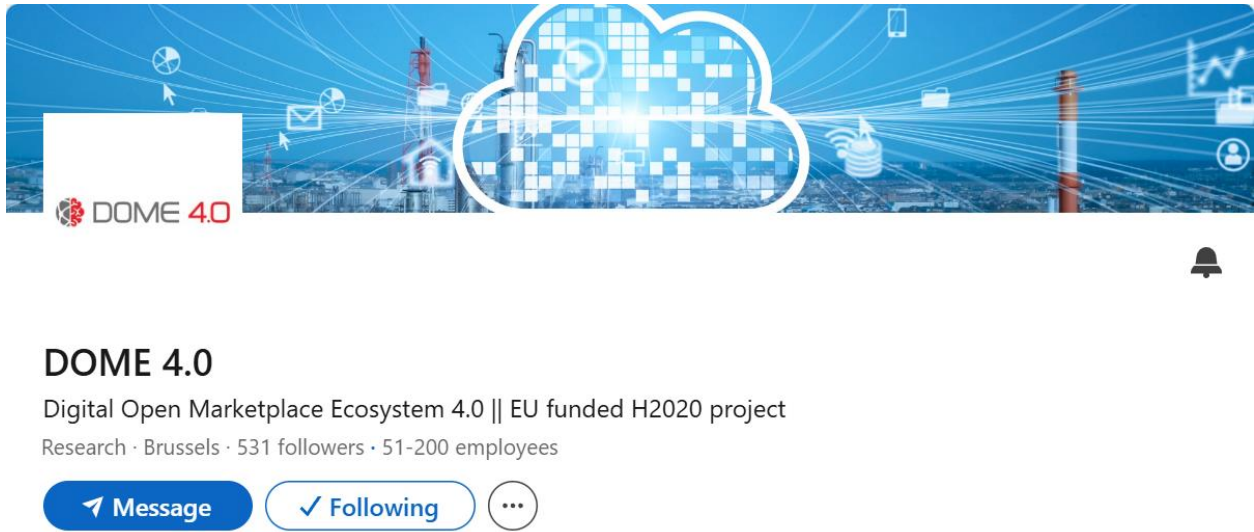 DOME 4.0
DOME 4.0
Digital Open Marketplace Ecosystem 4.0 || EU funded H2020 project
Research · Brussels · 531 followers · 51-200 employees
Message
Following